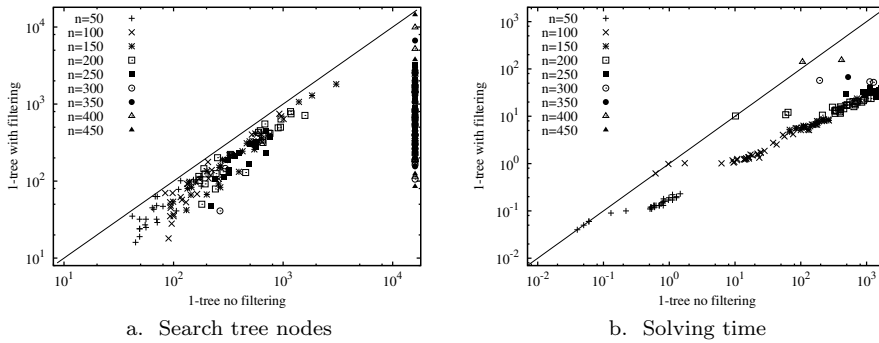 10^4
10^3
10^2
10^1
1-tree with filtering
n=50
n=100
n=150
n=200
n=250
n=300
n=350
n=400
n=450
10^1
10^2
10^3
10^4
1-tree no filtering
a. Search tree nodes
10^3
10^2
10^1
10^0
10^-1
10^-2
1-tree with filtering
n=50
n=100
n=150
n=200
n=250
n=300
n=350
n=400
n=450
10^-2
10^-1
10^0
10^1
10^2
10^3
1-tree no filtering
b. Solving time